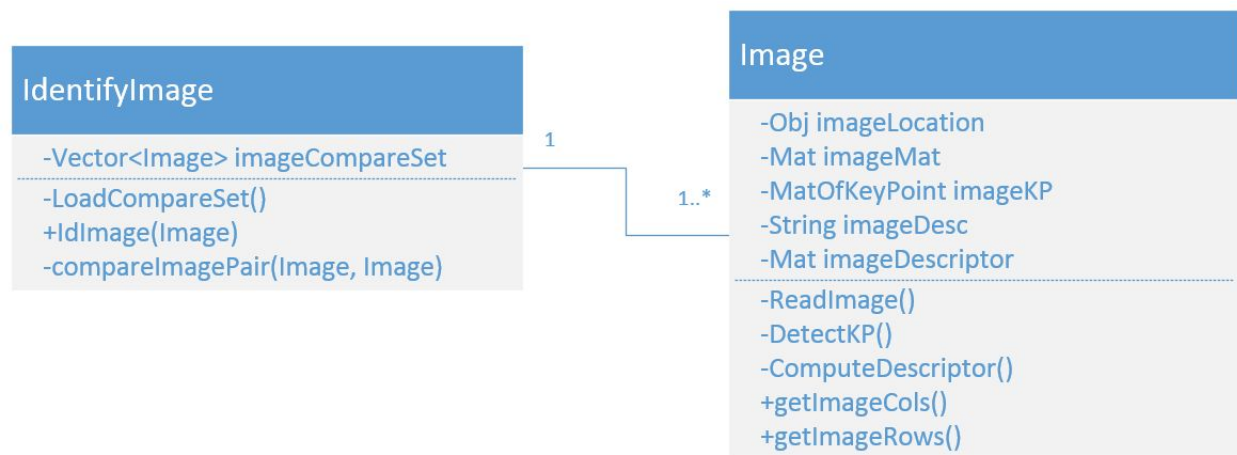 IdentifyImage
-Vector<Image> imageCompareSet
-LoadCompareSet()
+IdImage(Image)
-compareImagePair(Image, Image)
1
1..*
Image
-Obj imageLocation
-Mat imageMat
-MatOfKeyPoint imageKP
-String imageDesc
-Mat imageDescriptor
-ReadImage()
-DetectKP()
-ComputeDescriptor()
+getImageCols()
+getImageRows()